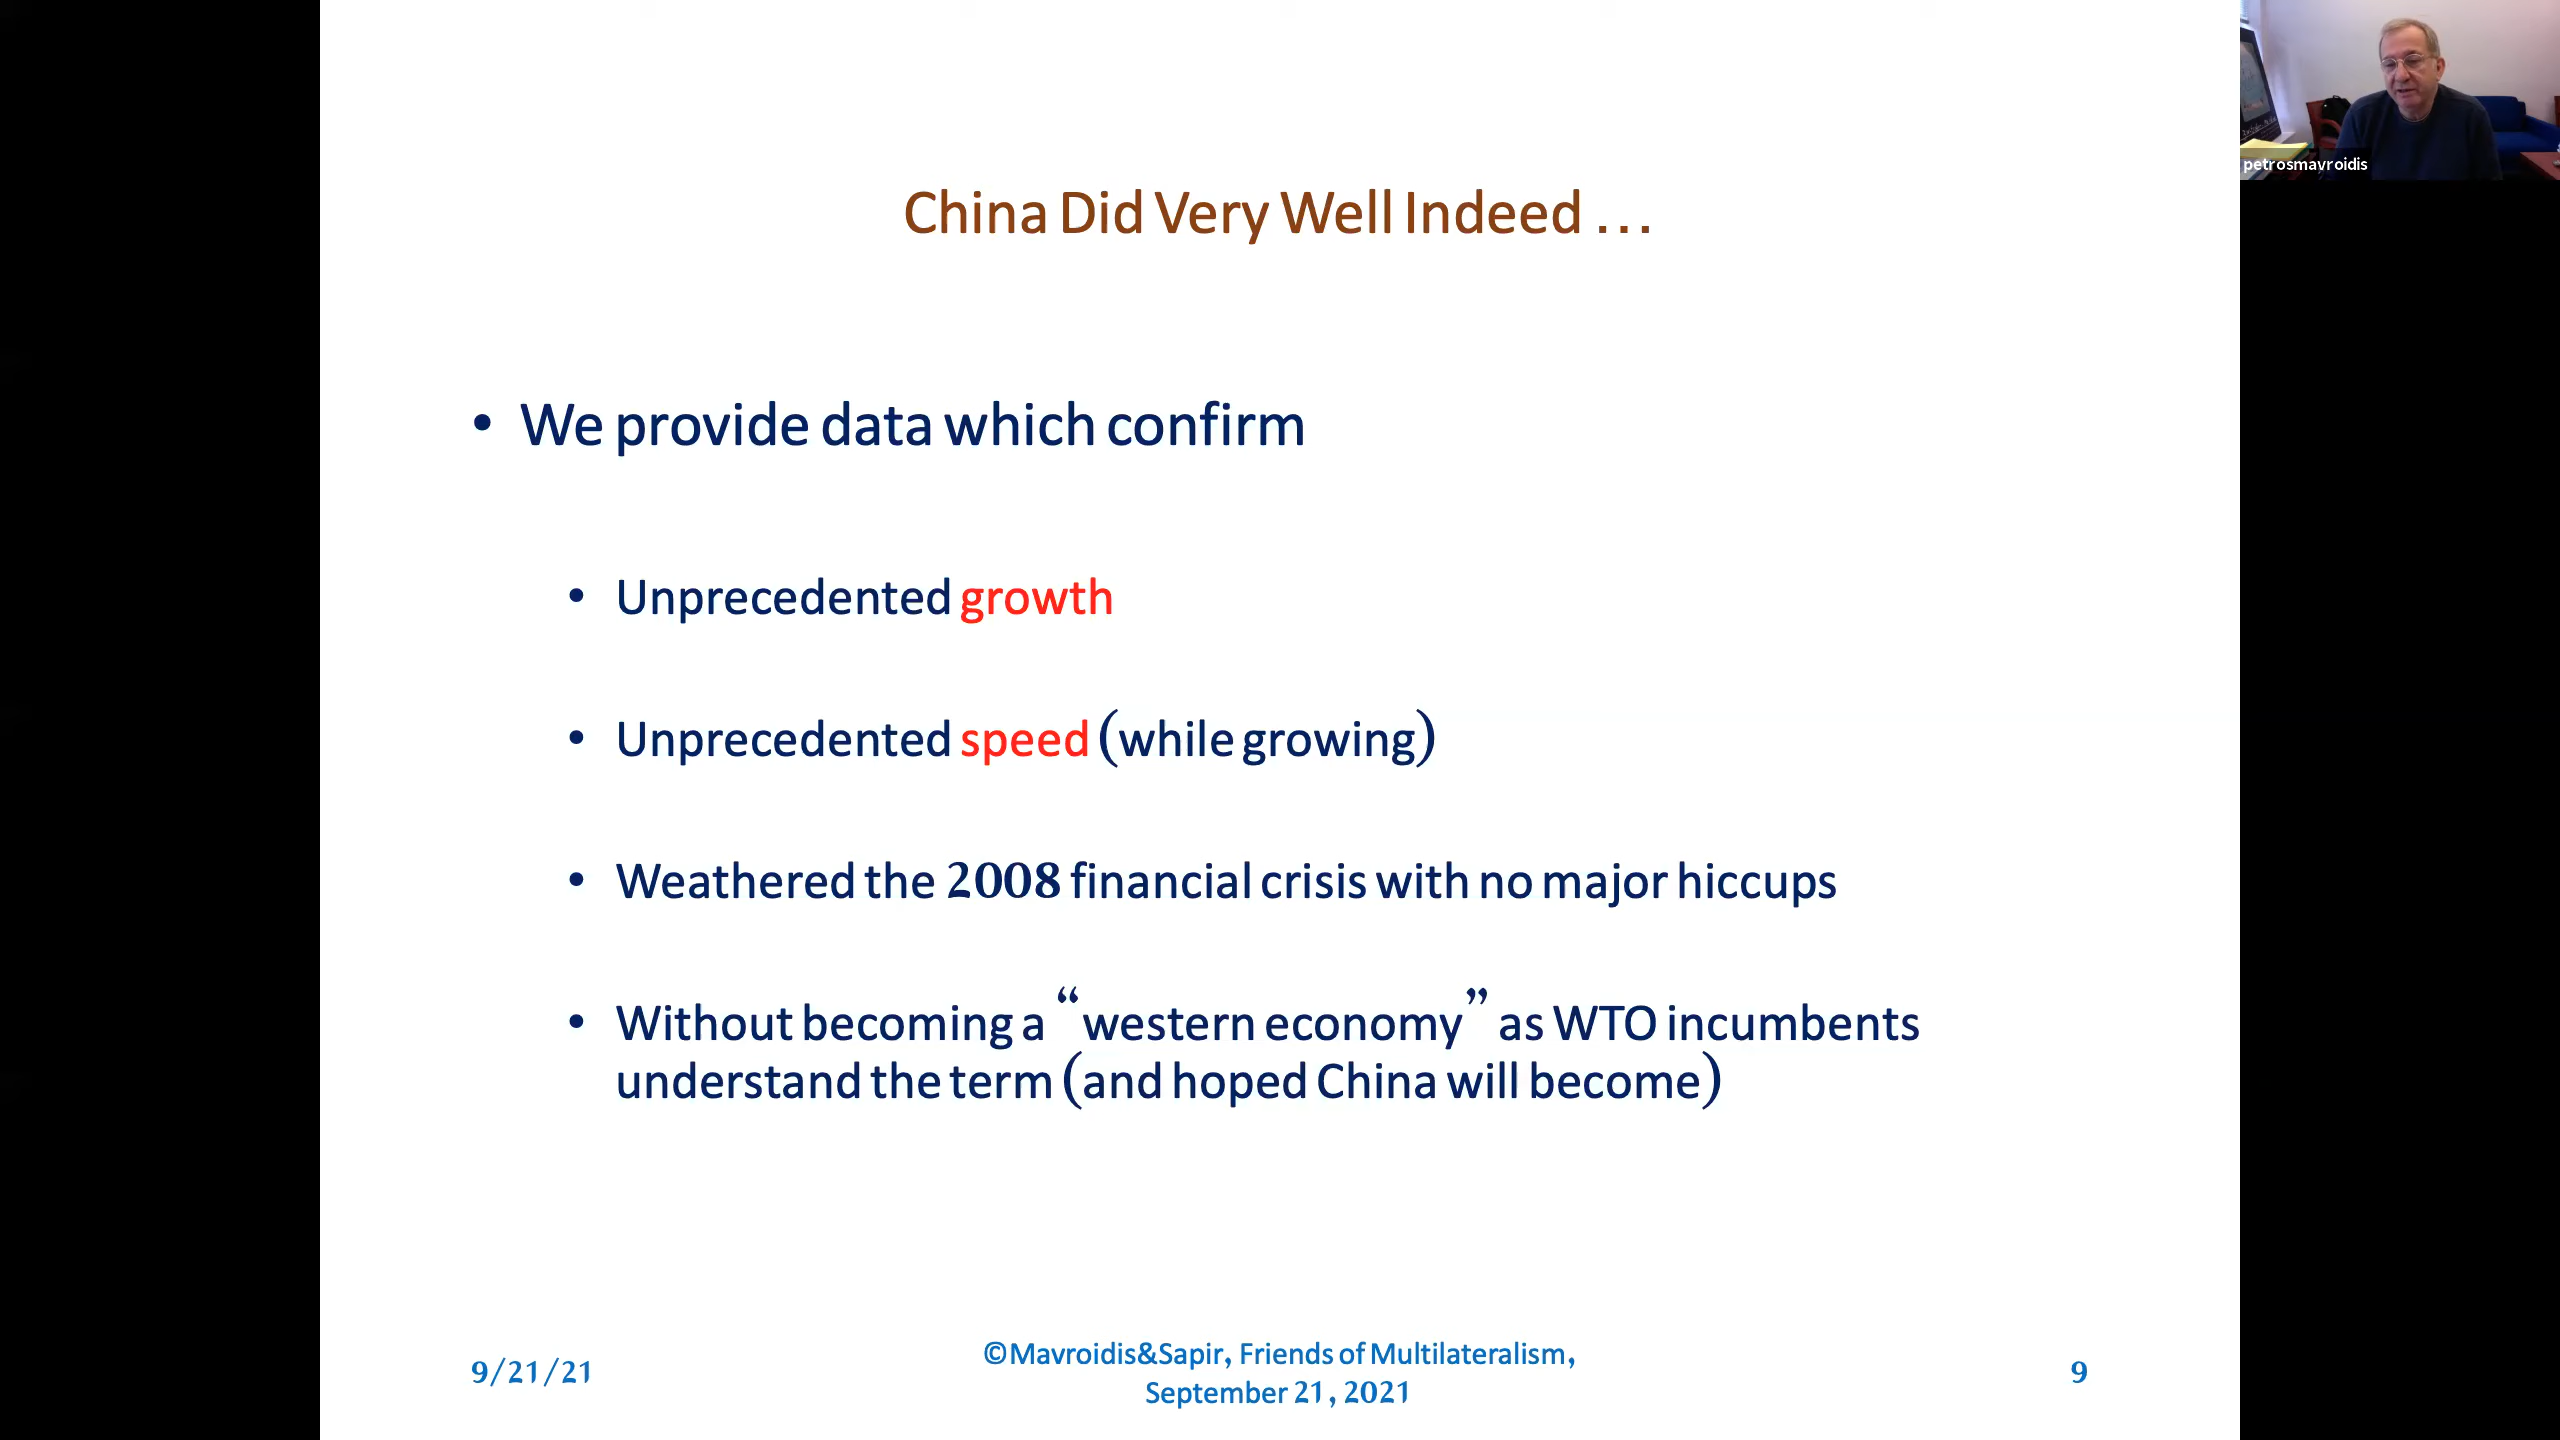 China Did Very Well Indeed …
• We provide data which confirm
• Unprecedented growth
• Unprecedented speed (while growing)
• Weathered the 2008 financial crisis with no major hiccups
• Without becoming a “western economy” as WTO incumbents
understand the term (and hoped China will become)
9/21/21
©Mavroidis&Sapir, Friends of Multilateralism,
September 21, 2021
9
petrosmavroidis